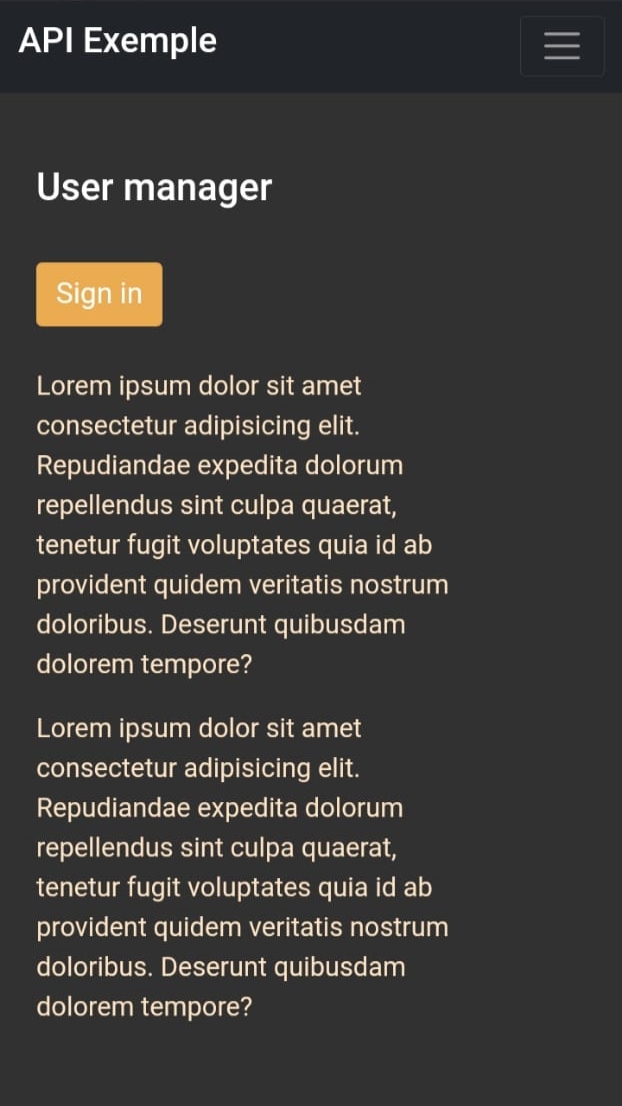 API Exemple
User manager
Sign in
Lorem ipsum dolor sit amet
consectetur adipisicing elit.
Repudiandae expedita dolorum
repellendus sint culpa quaerat,
tenetur fugit voluptates quia id ab
provident quidem veritatis nostrum
doloribus. Deserunt quibusdam
dolorem tempore?
Lorem ipsum dolor sit amet
consectetur adipisicing elit.
Repudiandae expedita dolorum
repellendus sint culpa quaerat,
tenetur fugit voluptates quia id ab
provident quidem veritatis nostrum
doloribus. Deserunt quibusdam
dolorem tempore?